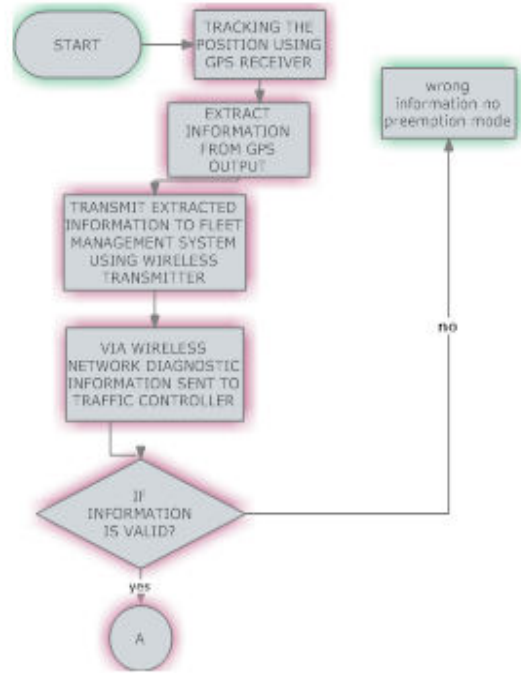 START
TRACKING THE
POSITION USING
GPS RECEIVER
EXTRACT
INFORMATION
FROM GPS
OUTPUT
TRANSMIT EXTRACTED
INFORMATION TO FLEET
MANAGEMENT SYSTEM
USING WIRELESS
TRANSMITTER
VIA WIRELESS
NETWORK DIAGNOSTIC
INFORMATION SENT TO
TRAFFIC CONTROLLER
IF
INFORMATION
IS VALID?
yes
A
no
wrong
information no
preemption mode